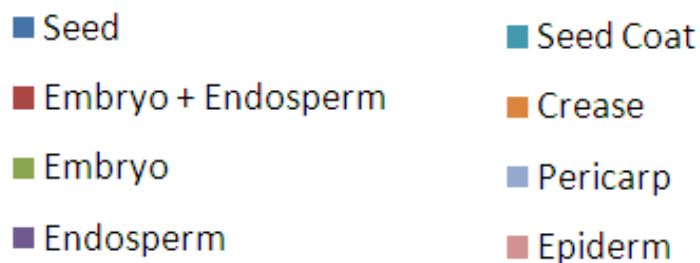 Seed
Embryo + Endosperm
Embryo
Endosperm
Seed Coat
Crease
Pericarp
Epiderm